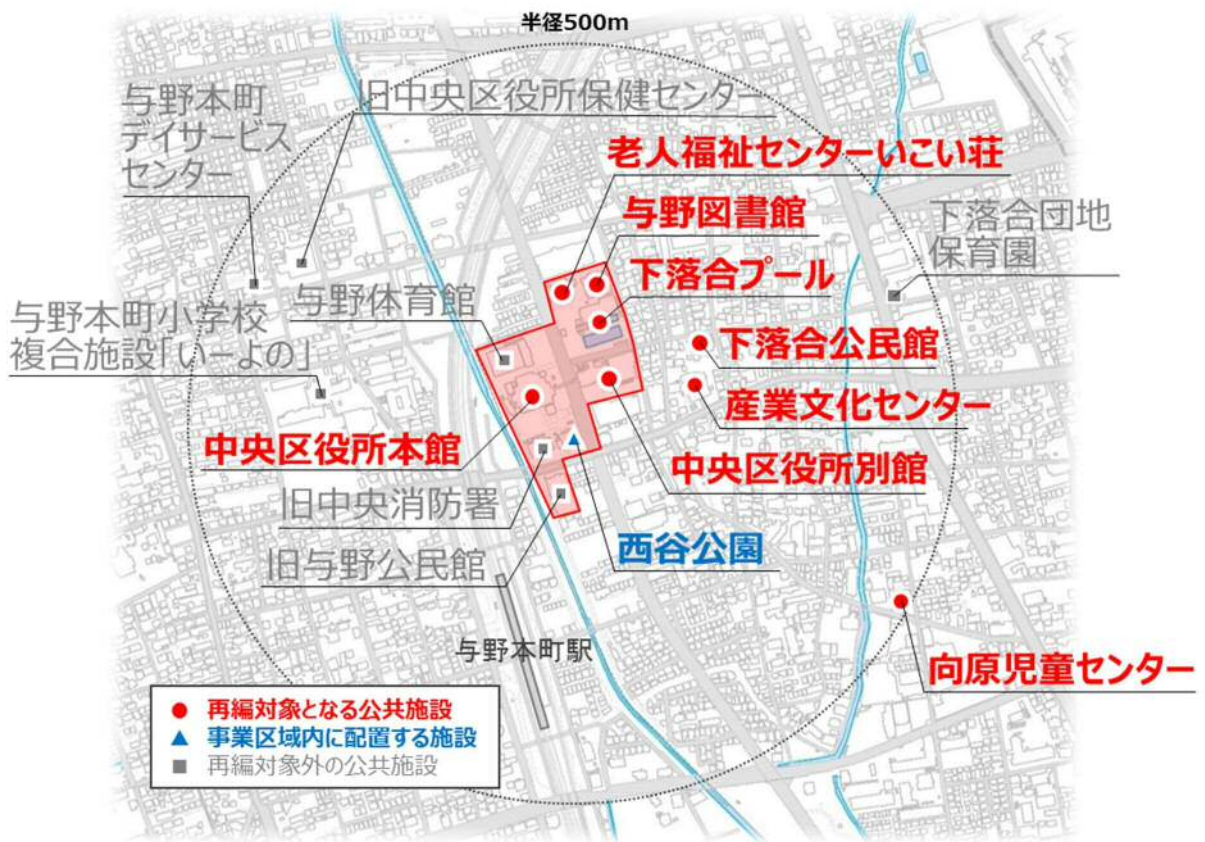 半径500m
与野本町
デイサービス
センター
旧中央区役所保健センター
老人福祉センターいこい荘
与野図書館
下落合プール
下落合団地
保育園
与野体育館
与野本町小学校
複合施設「いーよの」
下落合公民館
産業文化センター
中央区役所本館
中央区役所別館
旧中央消防署
旧与野公民館
西谷公園
与野本町駅
向原児童センター
再編対象となる公共施設
事業区域内に配置する施設
再編対象外の公共施設